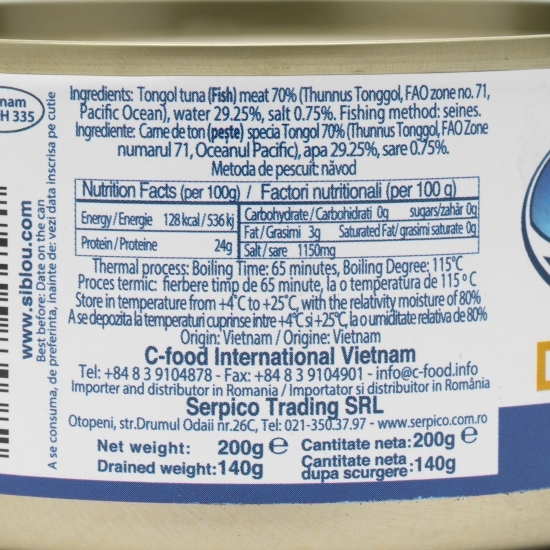 nam
H 335
www.sibiou.com
Best before: Date on the can
A se consuma, de preferinta, inainte de: vezi data inscrisa pe cutie
Ingredients: Tongol tuna (Fish) meat 70% (Thunnus Tonggol, FAO zone no. 71,
Pacific Ocean), water 29.25%, salt 0.75%. Fishing method: seines.
Ingrediente: Carne de ton (pește) specia Tongol 70% (Thunnus Tonggol, FAO Zone
numarul 71, Oceanul Pacific), apa 29.25%, sare 0.75%.
Metoda de pescuit: năvod
Nutrition Facts (per 100g) / Factori nutritionali (per 100 g)
Energy/Energie 128 kcal / 536 kj
Carbohydrate / Carbohidrati 0g sugars/zahăr 0g
Fat / Grasimi 3g Saturated Fat/ grasimi saturate 0g
Protein / Proteine 24g
Salt / sare 1150mg
Thermal process: Boiling Time: 65 minutes, Boiling Degree: 115°C
Proces termic: fierbere timp de 65 minute, la o temperatura de 115 °C
Store in temperature from +4°C to +25°C, with the relativity moisture of 80%
A se depozita la temperaturi cuprinse intre +4°C si +25°C, la o umiditate relativa de 80%
Origin: Vietnam / Origine: Vietnam
C-food International Vietnam
Tel: +84 8 3 9104878 - Fax: +84 8 3 9104901 - info@c-food.info
Importer and distributor in Romania / Importator si distribuitor in România
Serpico Trading SRL
Otopeni, str.Drumul Odaii nr.26C, Tel: 021-350.37.97 - www.serpico.com.ro
Net weight: 200g e
Drained weight: 140g
Cantitate neta: 200g e
Cantitate neta
dupa scurgere: 140g